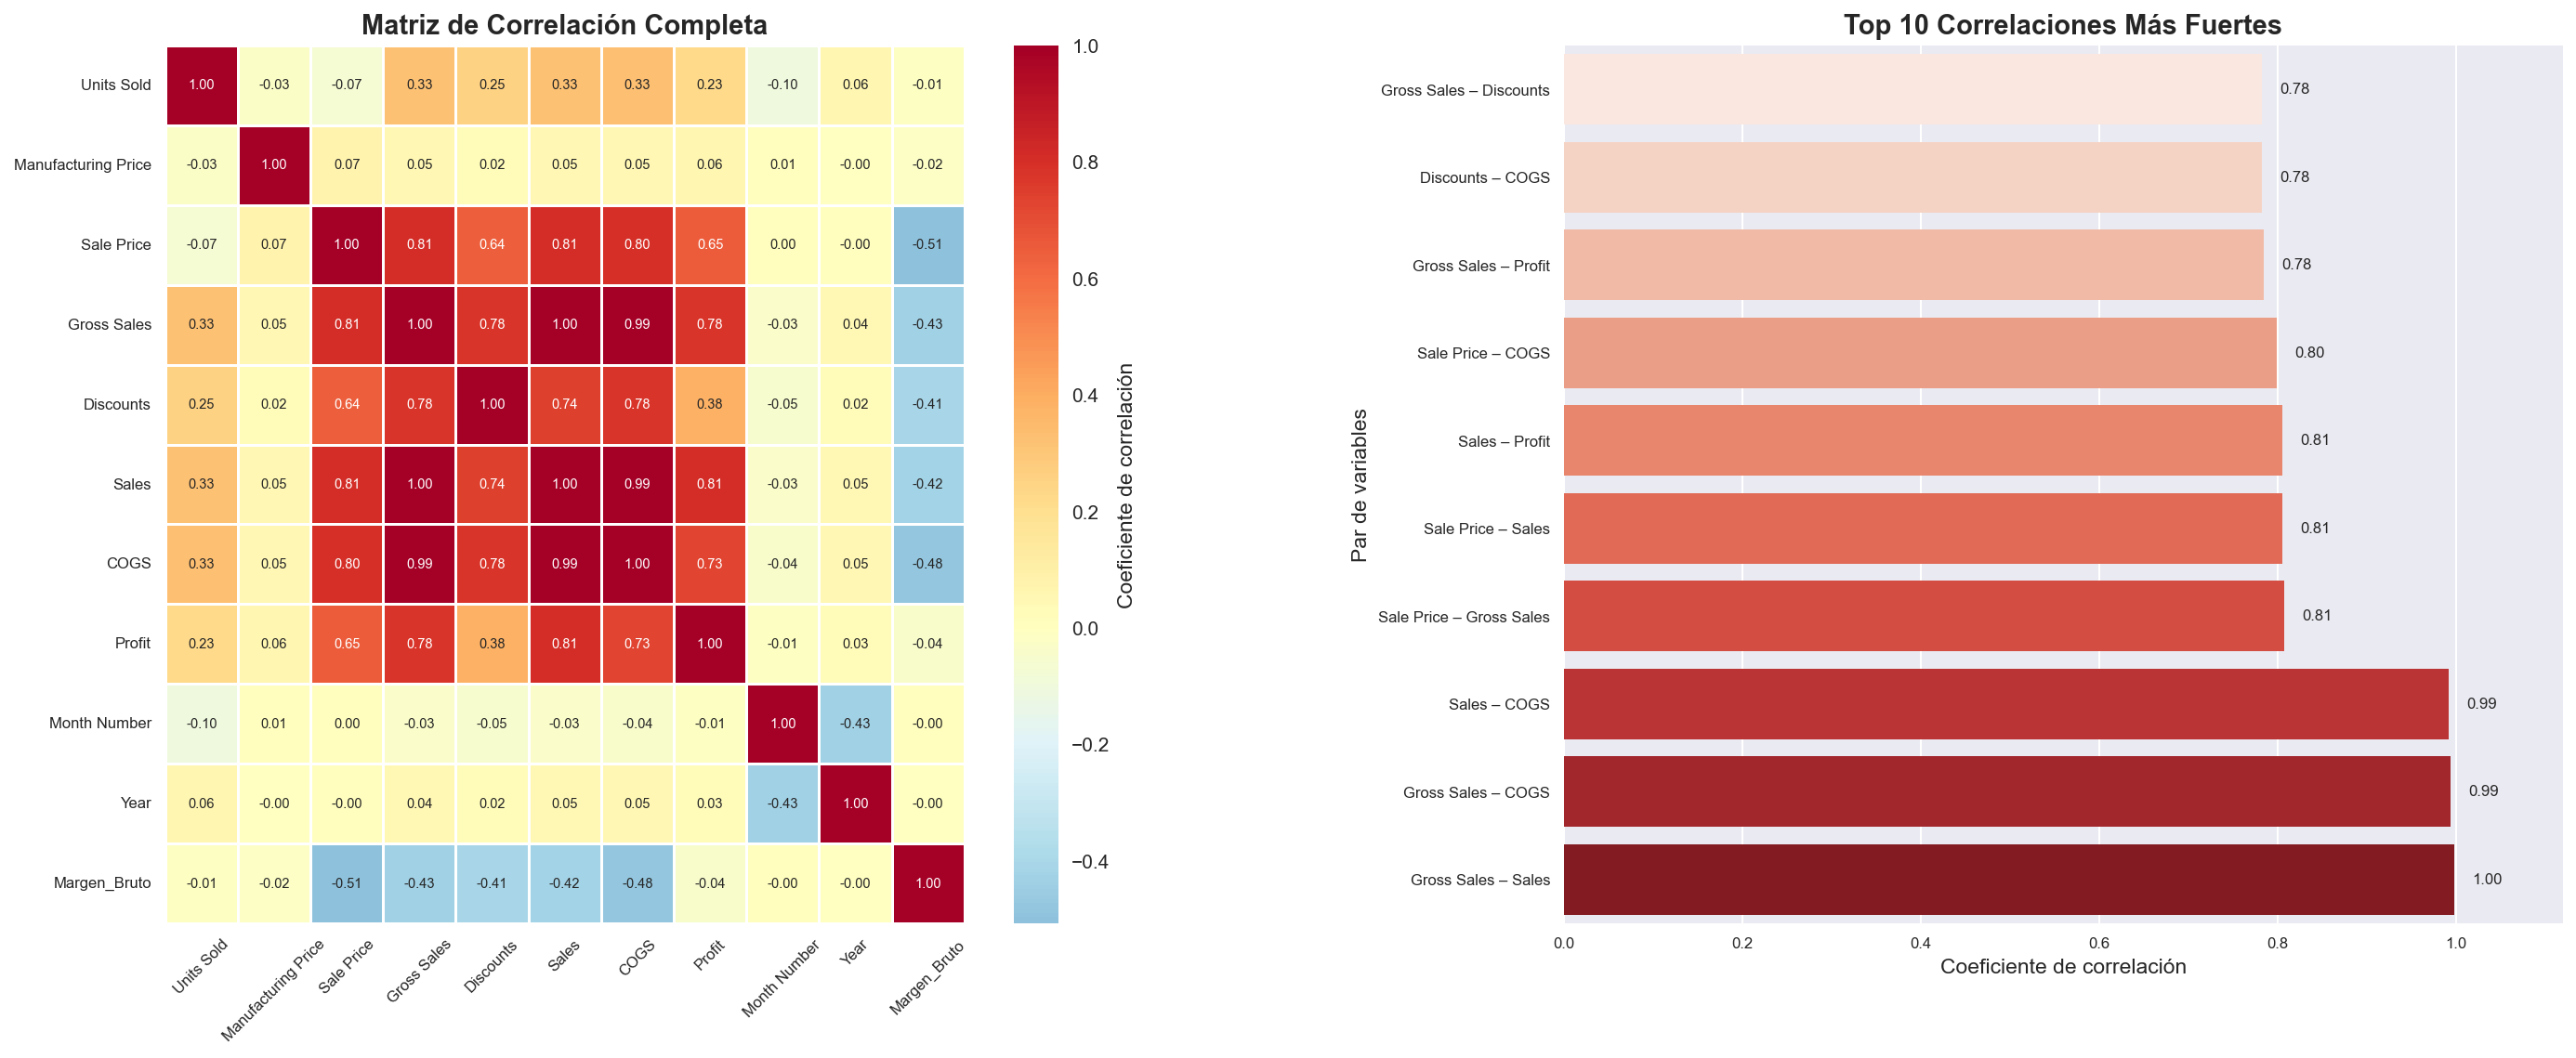 Matriz de Correlación Completa
Units Sold 1.00 -0.03 -0.07 0.33 0.25 0.33 0.33 0.23 -0.10 0.06 -0.01
Manufacturing Price -0.03 1.00 0.07 0.05 0.02 0.05 0.05 0.06 0.01 -0.00 -0.02
Sale Price -0.07 0.07 1.00 0.81 0.64 0.81 0.80 0.65 0.00 -0.00 -0.51
Gross Sales 0.33 0.05 0.81 1.00 0.78 1.00 0.99 0.78 -0.03 0.04 -0.43
Discounts 0.25 0.02 0.64 0.78 1.00 0.74 0.78 0.38 -0.05 0.02 -0.41
Sales 0.33 0.05 0.81 1.00 0.74 1.00 0.99 0.81 -0.03 0.05 -0.42
COGS 0.33 0.05 0.80 0.99 0.78 0.99 1.00 0.73 -0.04 0.05 -0.48
Profit 0.23 0.06 0.65 0.78 0.38 0.81 0.73 1.00 -0.01 0.03 -0.04
Month Number -0.10 0.01 0.00 -0.03 -0.05 -0.03 -0.04 -0.01 1.00 -0.43 -0.00
Year 0.06 -0.00 -0.00 0.04 0.02 0.05 0.05 0.03 -0.43 1.00 -0.00
Margen_Bruto -0.01 -0.02 -0.51 -0.43 -0.41 -0.42 -0.48 -0.04 -0.00 -0.00 1.00
Units Sold
Manufacturing Price
Sale Price
Gross Sales
Discounts
Sales
COGS
Profit
Month Number
Year
Margen_Bruto
1.0
0.8
0.6
0.4
0.2
0.0
−0.2
−0.4
Coeficiente de correlación
Top 10 Correlaciones Más Fuertes
Par de variables
Gross Sales – Discounts 0.78
Discounts – COGS 0.78
Gross Sales – Profit 0.78
Sale Price – COGS 0.80
Sales – Profit 0.81
Sale Price – Sales 0.81
Sale Price – Gross Sales 0.81
Sales – COGS 0.99
Gross Sales – COGS 0.99
Gross Sales – Sales 1.00
0.0 0.2 0.4 0.6 0.8 1.0
Coeficiente de correlación